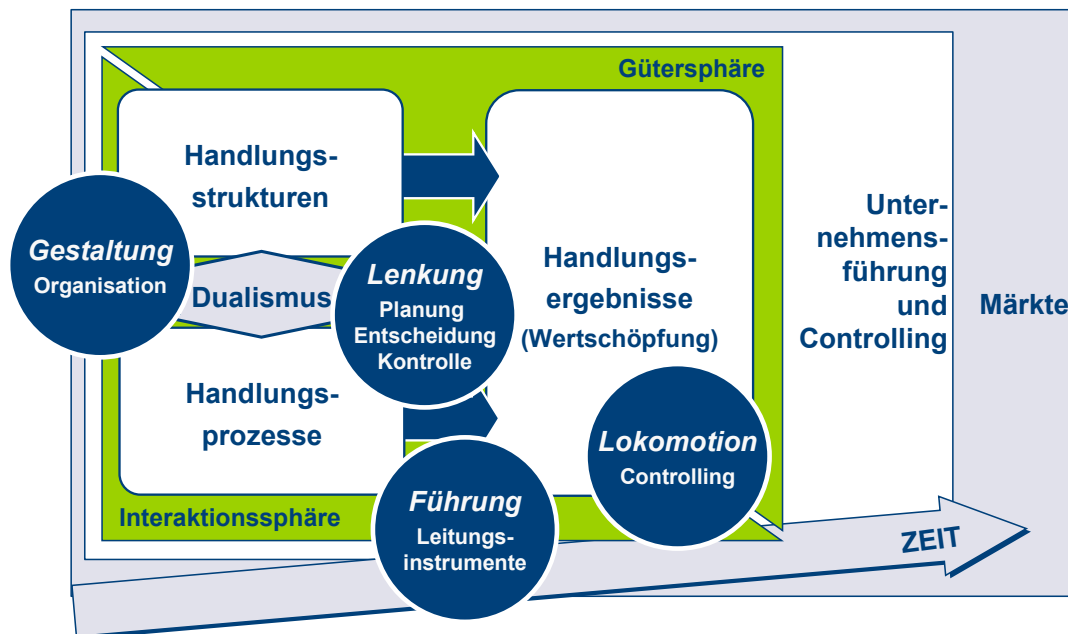 Gütersphäre
Handlungs-
strukturen
Gestaltung
Organisation
Dualismus
Lenkung
Planung
Entscheidung
Kontrolle
Handlungs-
prozesse
Handlungs-
ergebnisse
(Wertschöpfung)
Unter-
nehmens-
führung
und
Controlling
Märkte
Lokomotion
Controlling
Führung
Leitungs-
instrumente
Interaktionssphäre
ZEIT